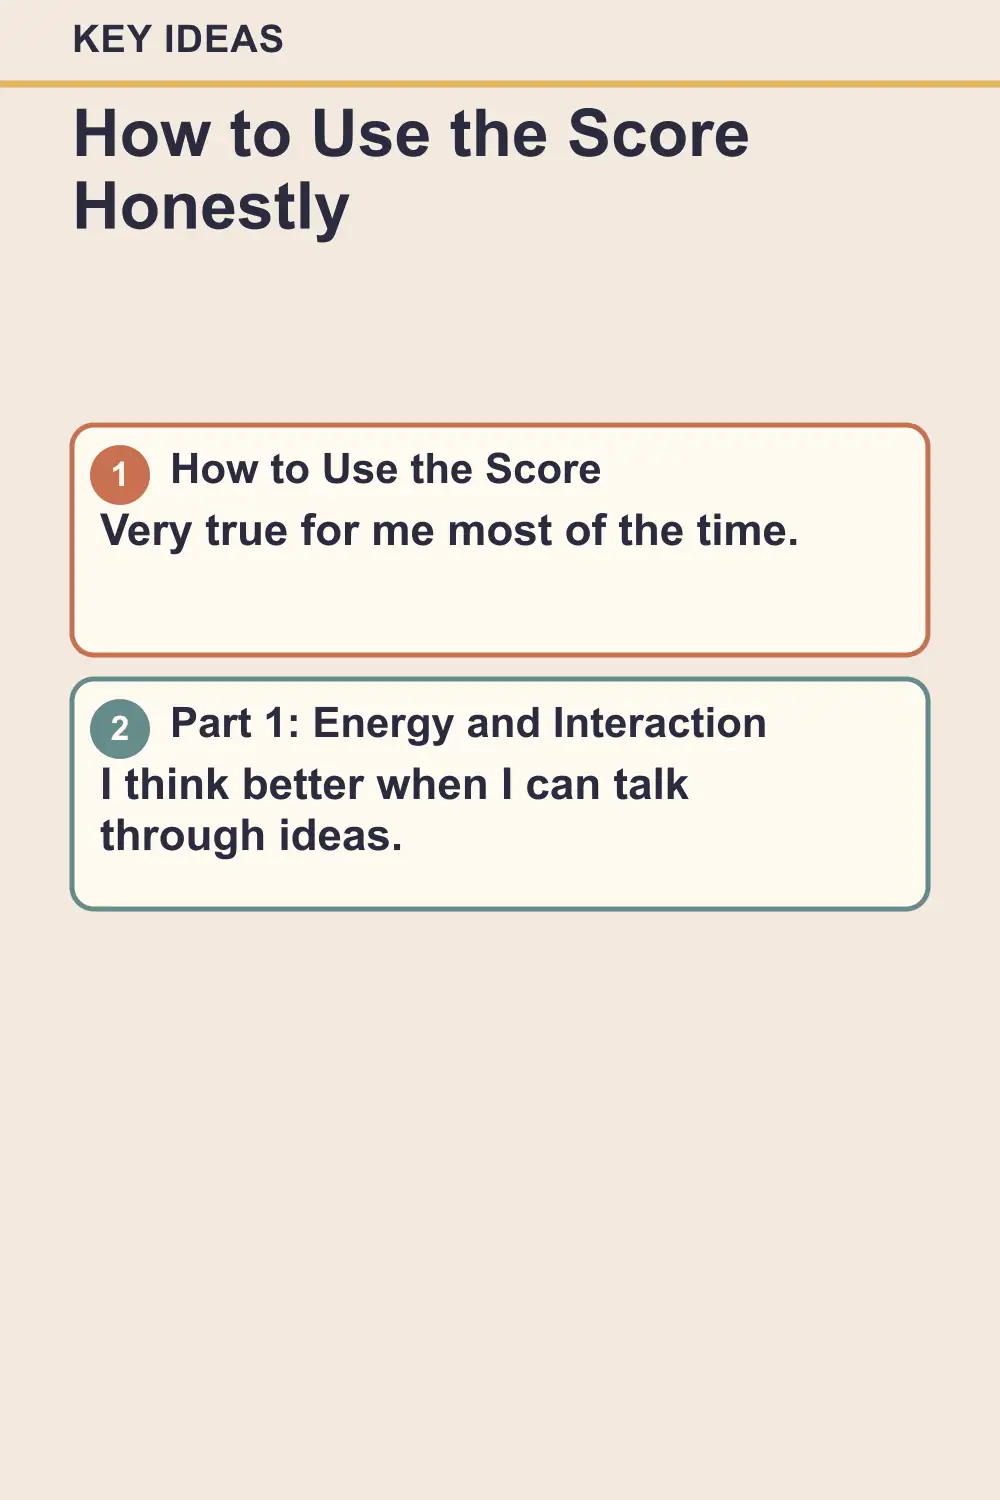 KEY IDEAS
How to Use the Score
Honestly
1 How to Use the Score
Very true for me most of the time.
2 Part 1: Energy and Interaction
I think better when I can talk
through ideas.